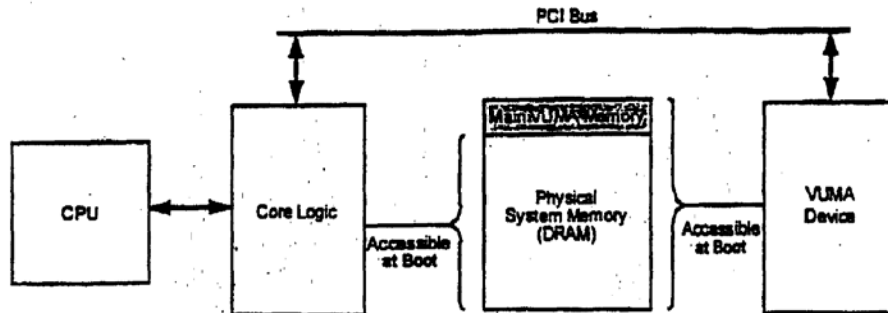 PCI Bus
Main VUMA Memory
CPU
Core Logic
Physical
System Memory
(DRAM)
VUMA
Device
Accessible
at Boot
Accessible
at Boot